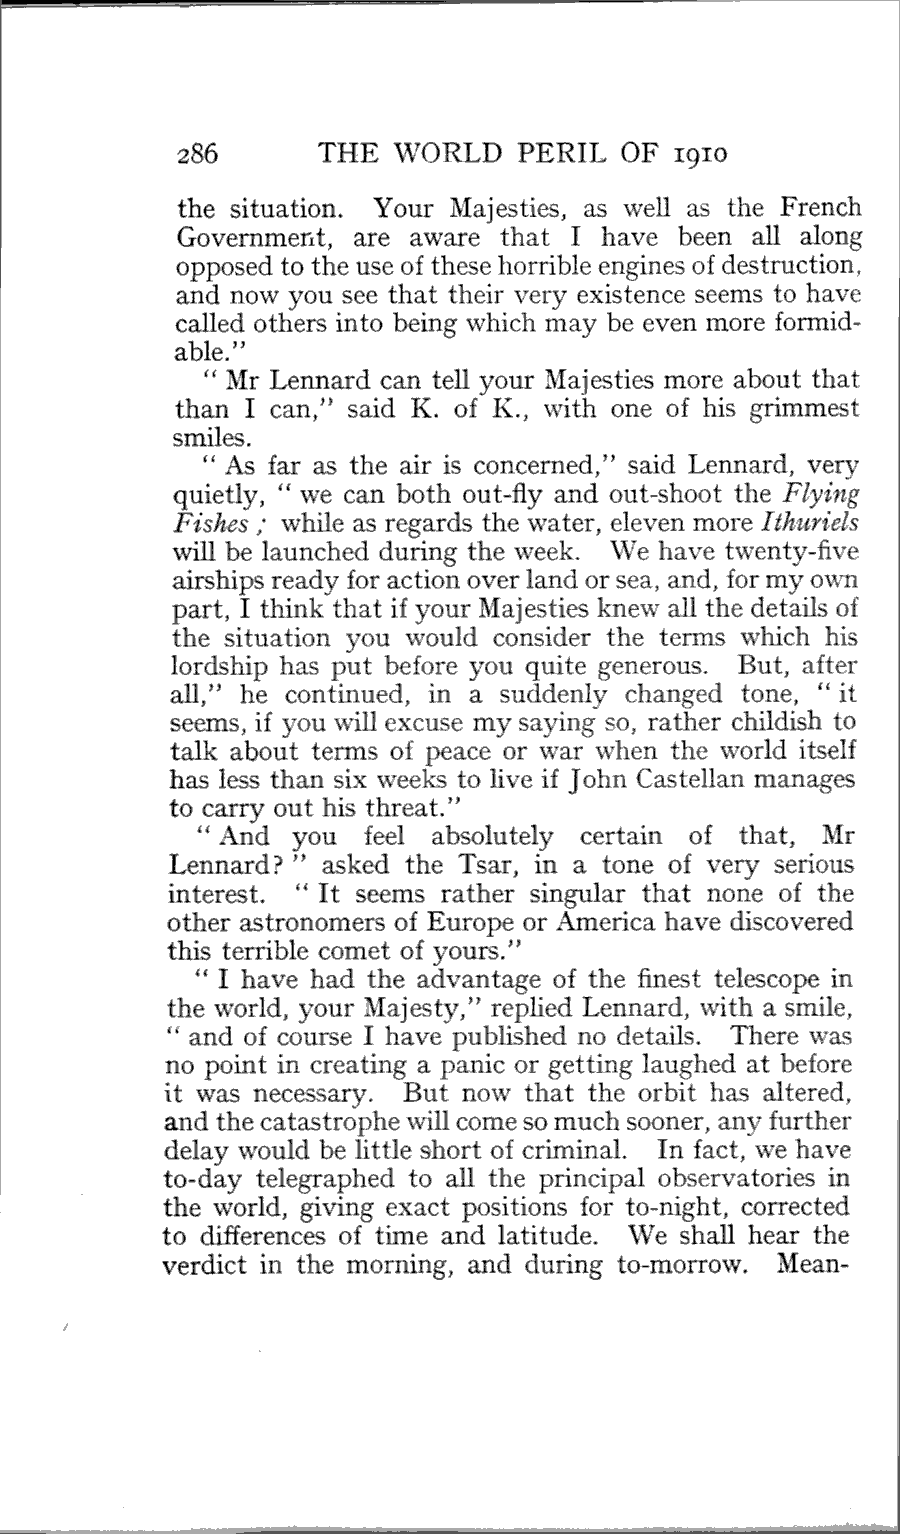 286 THE WORLD PERIL OF 1910
the situation. Your Majesties, as well as the French
Government, are aware that I have been all along
opposed to the use of these horrible engines of destruction,
and now you see that their very existence seems to have
called others into being which may be even more formid-
able.”
“ Mr Lennard can tell your Majesties more about that
than I can,” said K. of K., with one of his grimmest
smiles.
“ As far as the air is concerned,” said Lennard, very
quietly, “ we can both out-fly and out-shoot the Flying
Fishes ; while as regards the water, eleven more Ithuriels
will be launched during the week. We have twenty-five
airships ready for action over land or sea, and, for my own
part, I think that if your Majesties knew all the details of
the situation you would consider the terms which his
lordship has put before you quite generous. But, after
all,” he continued, in a suddenly changed tone, “ it
seems, if you will excuse my saying so, rather childish to
talk about terms of peace or war when the world itself
has less than six weeks to live if John Castellan manages
to carry out his threat.”
“ And you feel absolutely certain of that, Mr
Lennard? ” asked the Tsar, in a tone of very serious
interest. “ It seems rather singular that none of the
other astronomers of Europe or America have discovered
this terrible comet of yours.”
“ I have had the advantage of the finest telescope in
the world, your Majesty,” replied Lennard, with a smile,
“ and of course I have published no details. There was
no point in creating a panic or getting laughed at before
it was necessary. But now that the orbit has altered,
and the catastrophe will come so much sooner, any further
delay would be little short of criminal. In fact, we have
to-day telegraphed to all the principal observatories in
the world, giving exact positions for to-night, corrected
to differences of time and latitude. We shall hear the
verdict in the morning, and during to-morrow. Mean-